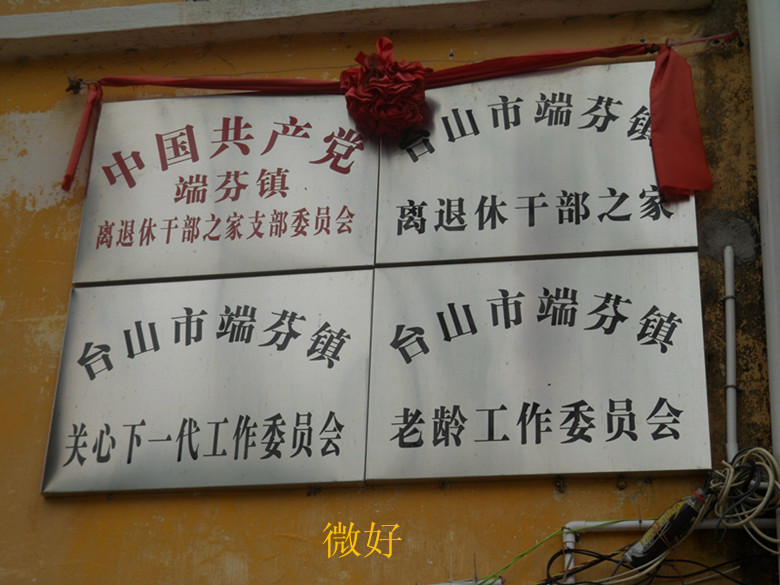 中国共产党
端芬镇
离退休干部之家支部委员会
台山市端芬镇
离退休干部之家
台山市端芬镇
关心下一代工作委员会
台山市端芬镇
老龄工作委员会
微好